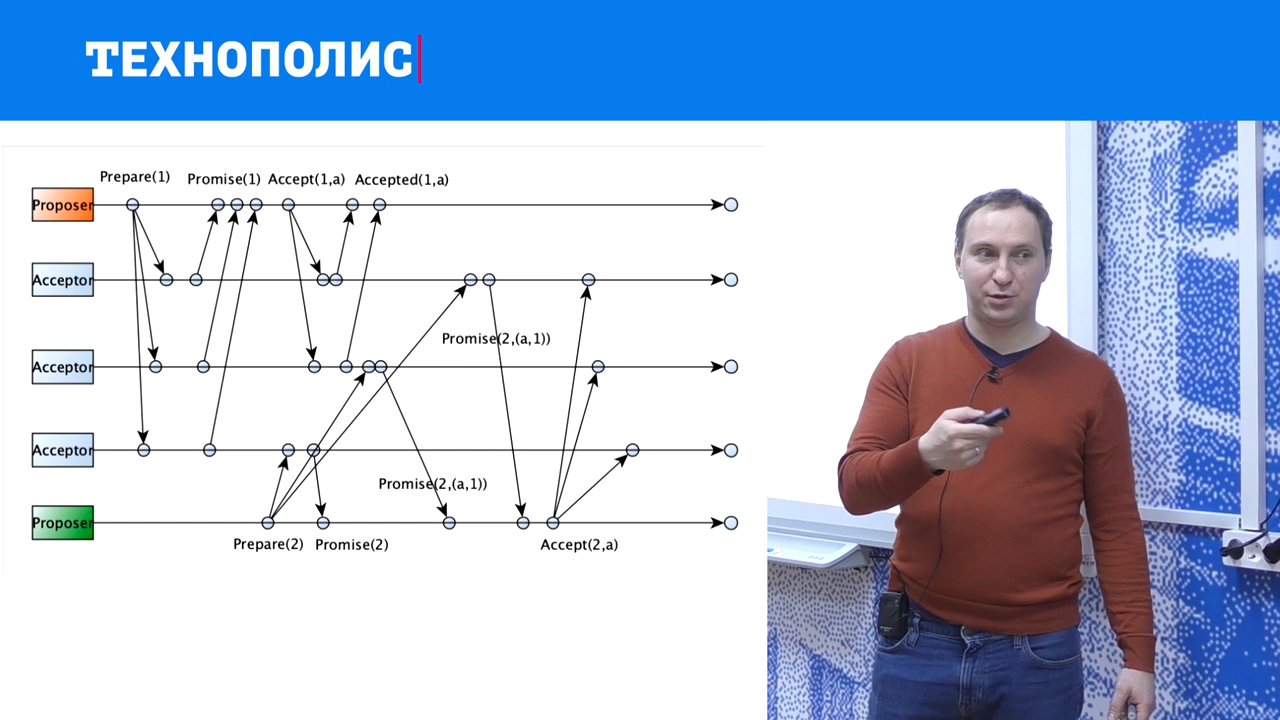 ТЕХНОПОЛИС
Prepare(1) Promise(1) Accept(1,a) Accepted(1,a)
Proposer
Acceptor
Promise(2,(a,1))
Acceptor
Acceptor
Promise(2,(a,1))
Proposer
Prepare(2) Promise(2) Accept(2,a)